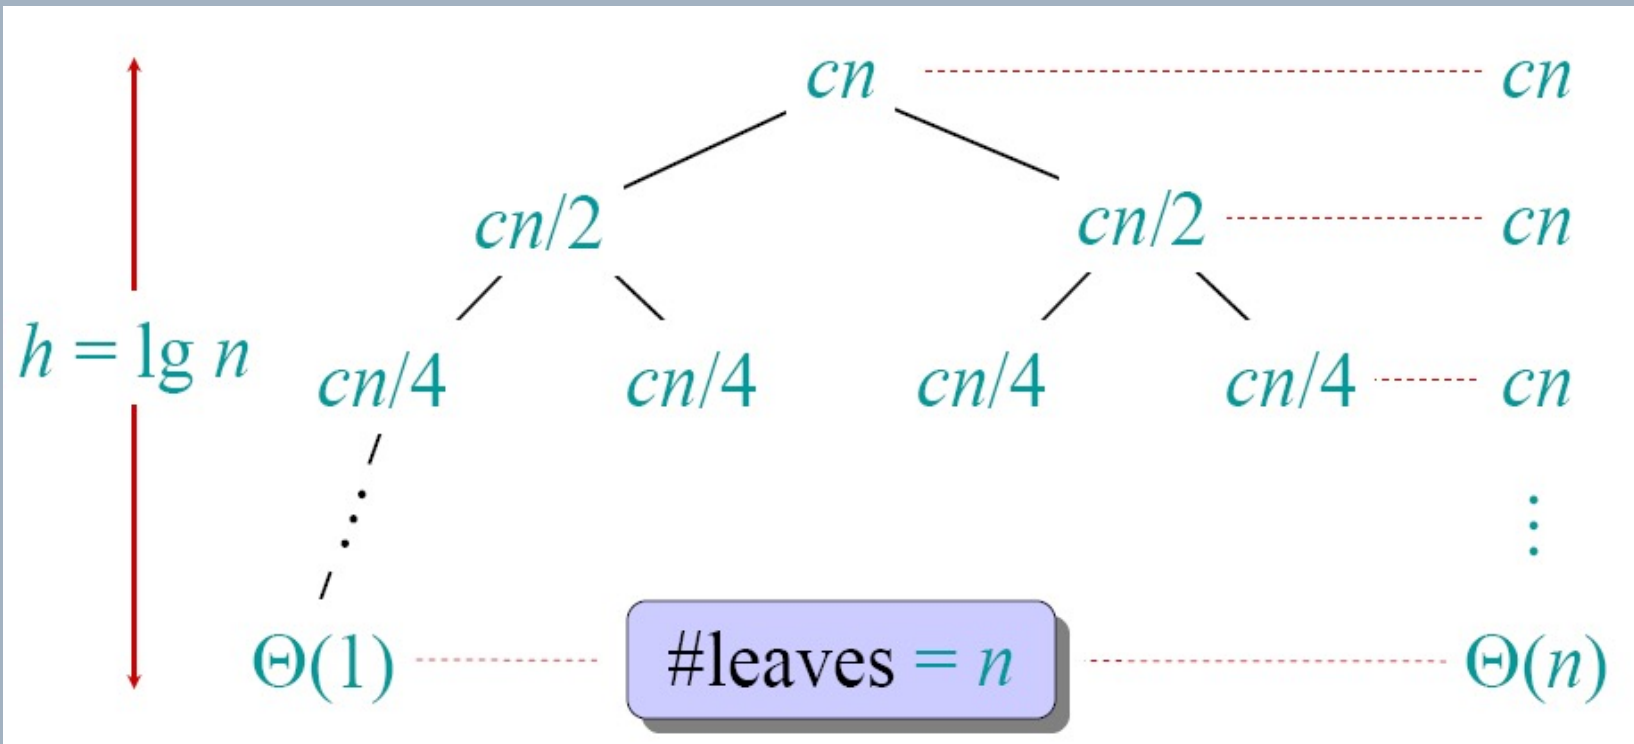 cn cn
cn/2 cn/2 cn
h = lg n
cn/4 cn/4 cn/4 cn/4 cn
Θ(1) #leaves = n Θ(n)